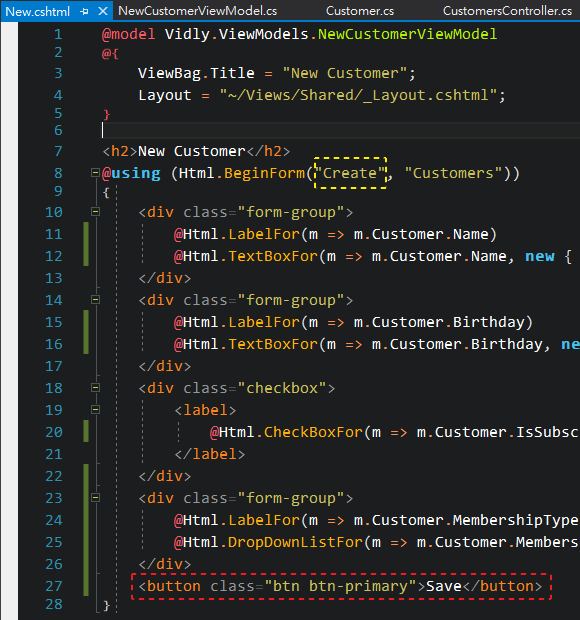 New.cshtml NewCustomerViewModel.cs Customer.cs CustomersController.cs
1 @model Vidly.ViewModels.NewCustomerViewModel
2 @{
3 ViewBag.Title = "New Customer";
4 Layout = "~/Views/Shared/_Layout.cshtml";
5 }
6
7 <h2>New Customer</h2>
8 @using (Html.BeginForm("Create", "Customers"))
9 {
10 <div class="form-group">
11 @Html.LabelFor(m => m.Customer.Name)
12 @Html.TextBoxFor(m => m.Customer.Name, new {
13 </div>
14 <div class="form-group">
15 @Html.LabelFor(m => m.Customer.Birthday)
16 @Html.TextBoxFor(m => m.Customer.Birthday, ne
17 </div>
18 <div class="checkbox">
19 <label>
20 @Html.CheckBoxFor(m => m.Customer.IsSubsc
21 </label>
22 </div>
23 <div class="form-group">
24 @Html.LabelFor(m => m.Customer.MembershipType
25 @Html.DropDownListFor(m => m.Customer.Members
26 </div>
27 <button class="btn btn-primary">Save</button>
28 }